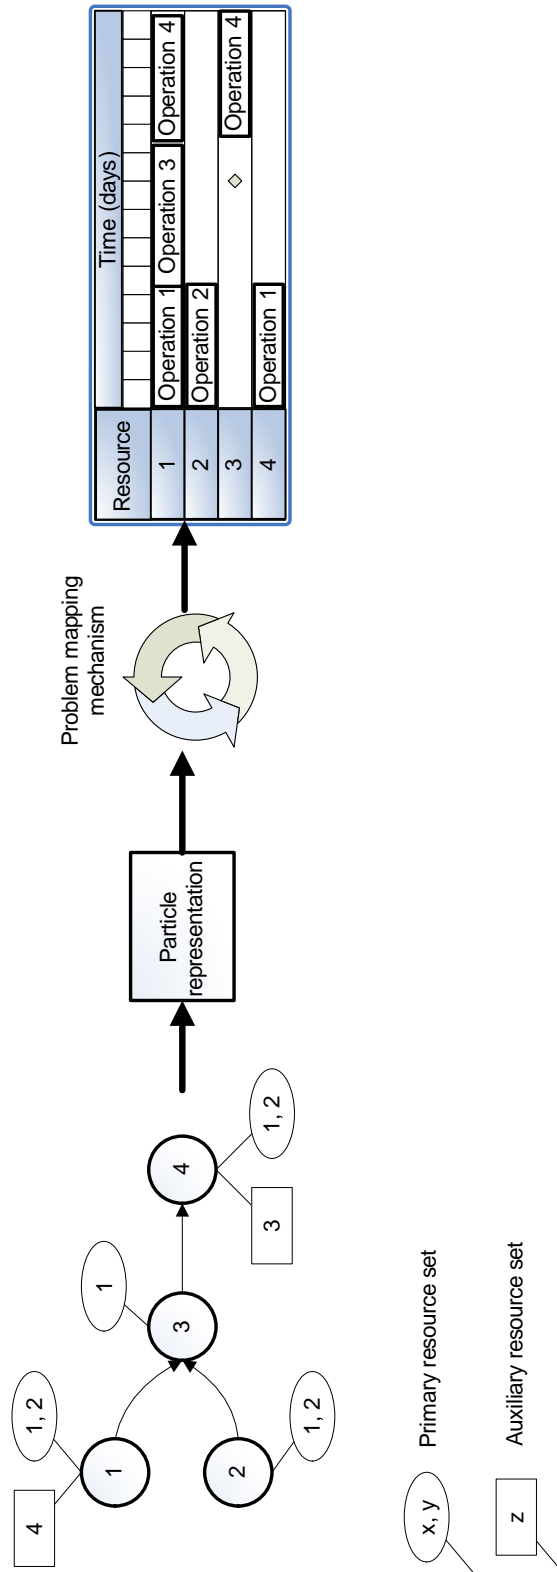 4
1, 2
1
1
3
4
3
1, 2
2
1, 2
x, y
Primary resource set
z
Auxiliary resource set
Particle
representation
Problem mapping
mechanism
Resource
Time (days)
1
Operation 1
Operation 3
Operation 4
2
Operation 2
3
Operation 4
4
Operation 1